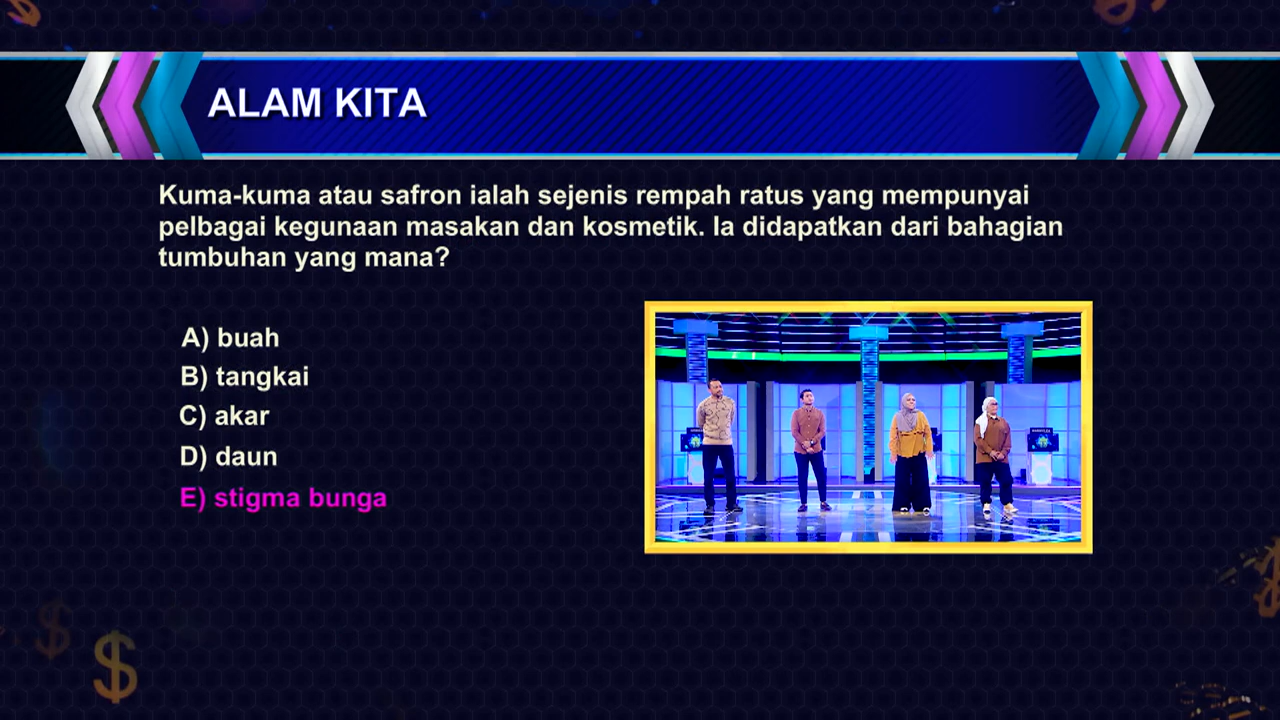 ALAM KITA
Kuma-kuma atau safron ialah sejenis rempah ratus yang mempunyai
pelbagai kegunaan masakan dan kosmetik. Ia didapatkan dari bahagian
tumbuhan yang mana?
A) buah
B) tangkai
C) akar
D) daun
E) stigma bunga